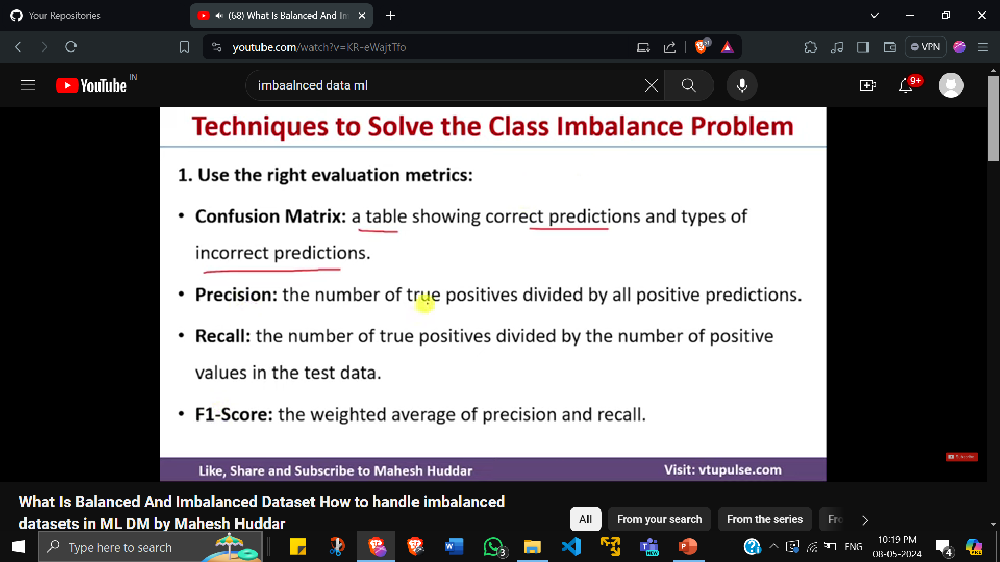 Your Repositories
(68) What Is Balanced And Im
youtube.com/watch?v=KR-eWajtTfo
51
VPN
YouTube IN
imbaalnced data ml
9+
Techniques to Solve the Class Imbalance Problem
1. Use the right evaluation metrics:
• Confusion Matrix: a table showing correct predictions and types of
incorrect predictions.
• Precision: the number of true positives divided by all positive predictions.
• Recall: the number of true positives divided by the number of positive
values in the test data.
• F1-Score: the weighted average of precision and recall.
Subscribe
Like, Share and Subscribe to Mahesh Huddar
Visit: vtupulse.com
What Is Balanced And Imbalanced Dataset How to handle imbalanced
datasets in ML DM by Mahesh Huddar
All
From your search
From the series
Fro
Type here to search
W
3
NEW
P
ENG
10:19 PM
08-05-2024
4
PRE